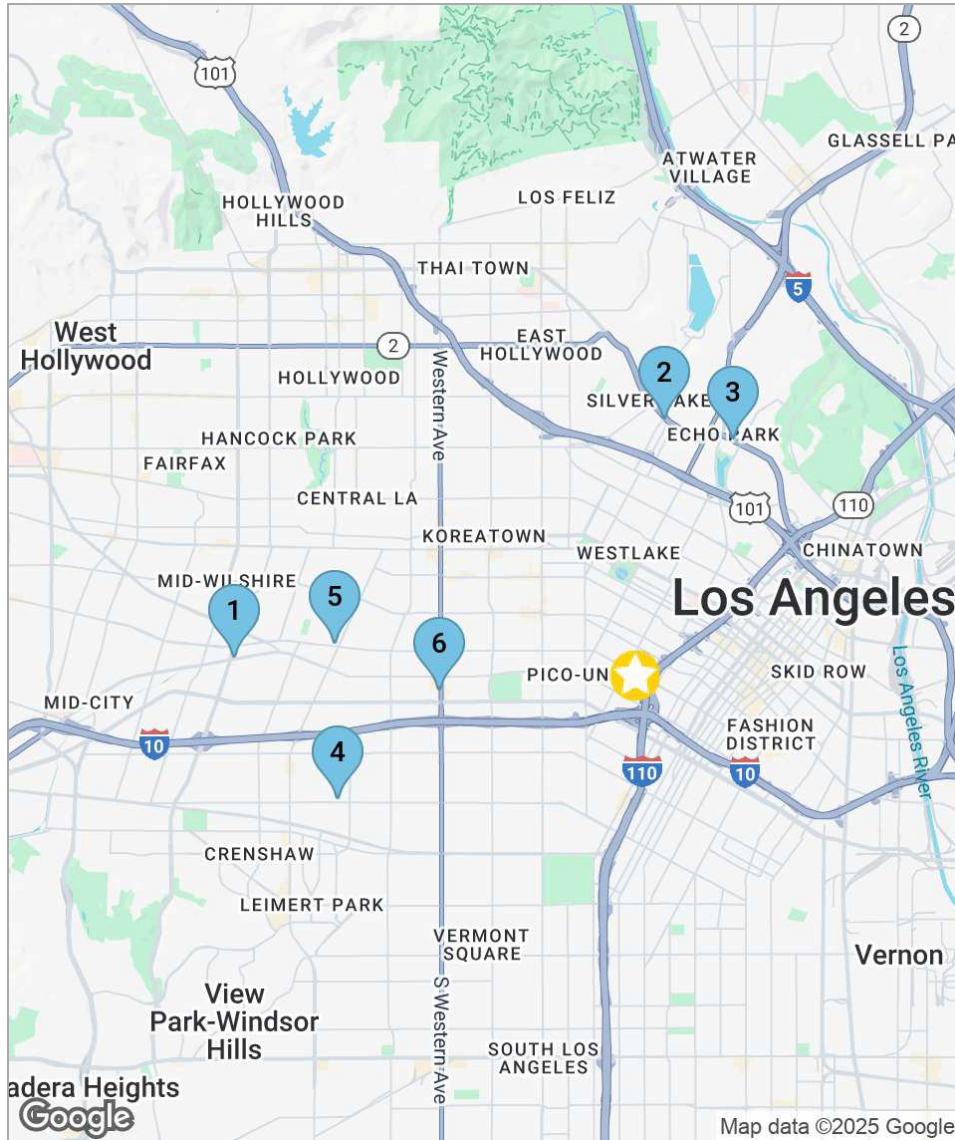 2
101
GLASSELL PA
ATWATER
VILLAGE
LOS FELIZ
HOLLYWOOD
HILLS
THAI TOWN
5
West
Hollywood
2
EAST
HOLLYWOOD
HOLLYWOOD
Western Ave
2
3
SILVER LAKE
HANCOCK PARK
ECHO PARK
FAIRFAX
CENTRAL LA
101
110
KOREATOWN
WESTLAKE
CHINATOWN
MID-WILSHIRE
Los Angeles
1
5
6
PICO-UN
SKID ROW
MID-CITY
Los Angeles River
FASHION
DISTRICT
10
4
110
10
CRENSHAW
LEIMERT PARK
VERMONT
SQUARE
Vernon
View
Park-Windsor
Hills
S Western Ave
SOUTH LOS
ANGELES
adera Heights
Google
Map data ©2025 Google